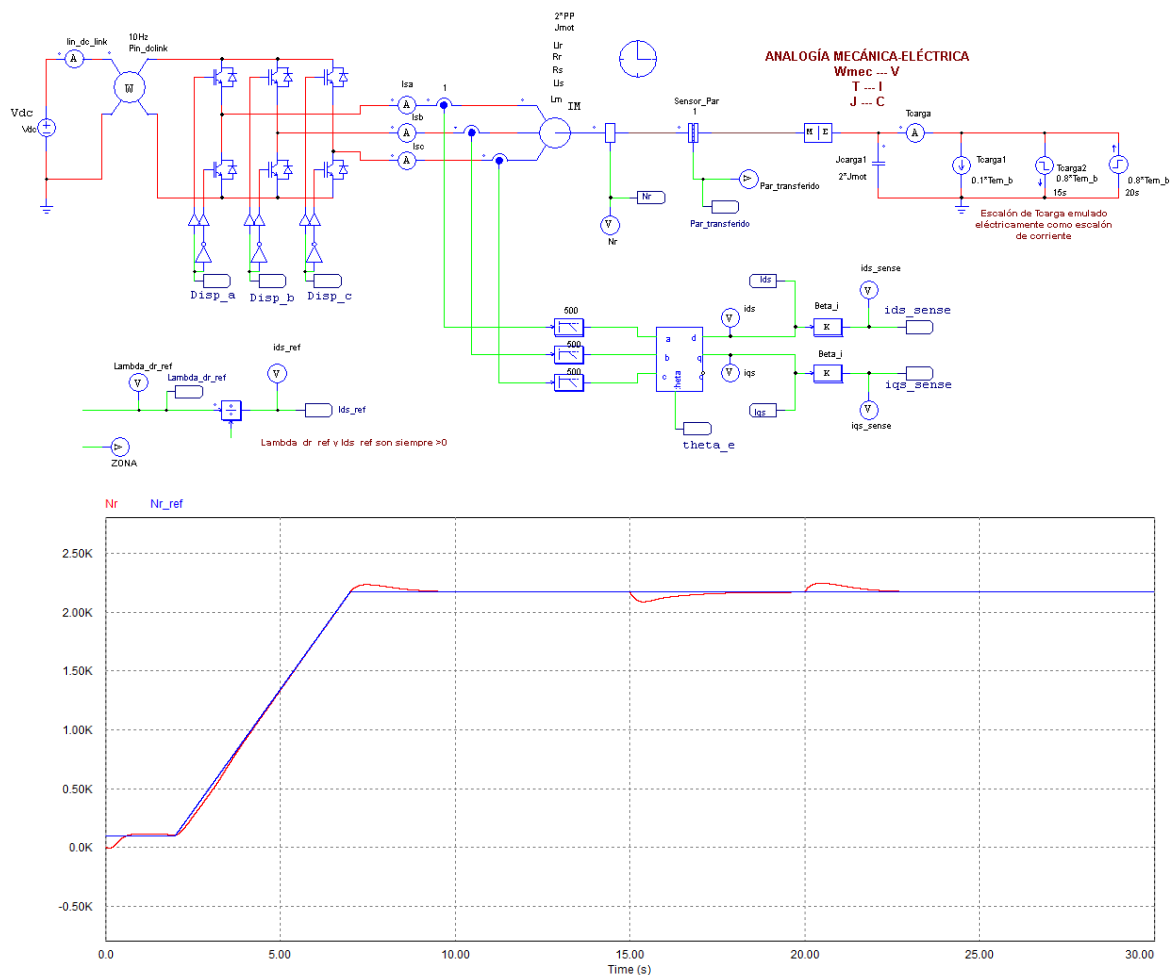 Iin_dc_link
10Hz
Pin_dclink
A
W
Vdc
Vdc
Disp_a
Disp_b
Disp_c
Isa
A
1
Isb
A
Isc
A
2*PP
Jmot
Rr
Rs
Lm
IM
Sensor_Par
1
Nr
V
Nr
Par_transferido
Par_transferido
ANALOGÍA MECÁNICA-ELÉCTRICA
Wmec --- V
T --- I
J --- C
M E
Tcarga
A
Jcarga1
2*Jmot
Tcarga1
0.1*Tem_b
Tcarga2
0.8*Tem_b
15s
0.8*Tem_b
20s
Escalón de Tcarga emulado
eléctricamente como escalón
de corriente
500
500
500
a
b
c
d
q
o
theta_e
Ids
ids
V
iqs
V
Iqs
Beta_i
K
Beta_i
K
ids_sense
V
ids_sense
iqs_sense
V
iqs_sense
Lambda_dr_ref
V
Lambda_dr_ref
ids_ref
V
Ids_ref
ZONA
Lambda_dr_ref y Ids_ref son siempre >0
Nr Nr_ref
2.50K
2.00K
1.50K
1.00K
0.50K
0.0K
-0.50K
0.0 5.00 10.00 15.00 20.00 25.00 30.00
Time (s)